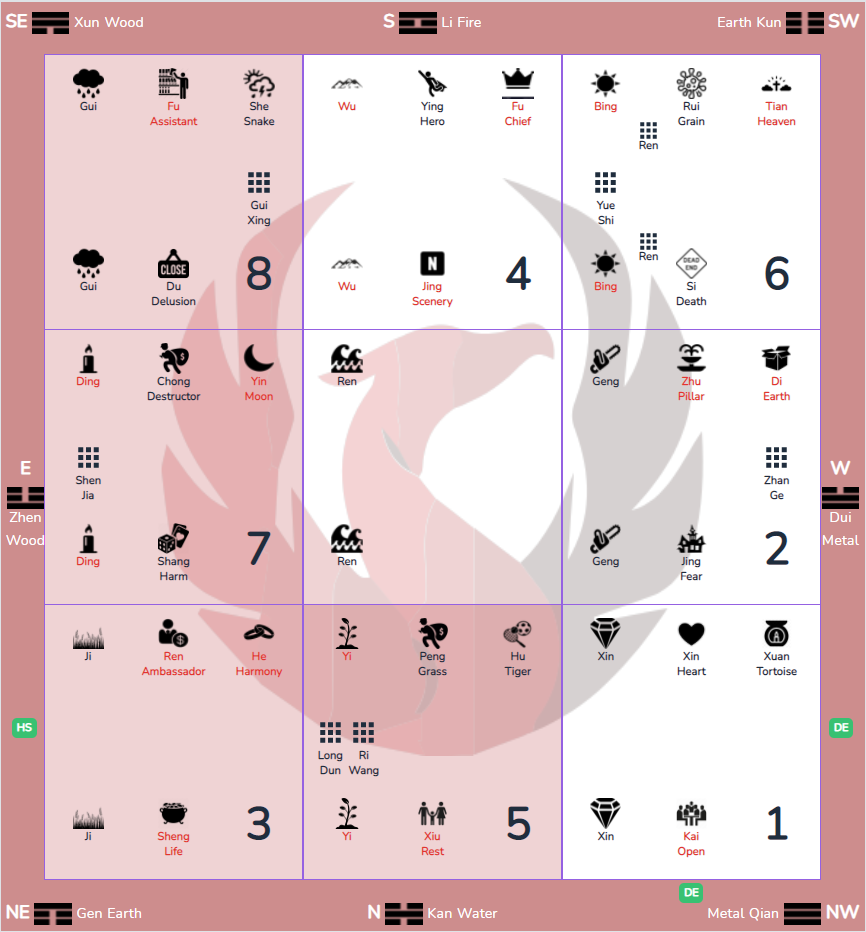 SE Xun Wood S Li Fire Earth Kun SW
Gui Fu She Wu Ying Fu Bing Rui Tian
Assistant Snake Hero Chief Grain Heaven
Ren
Gui Yue
Xing Shi
Ren
Gui CLOSE Du 8 Wu N Jing 4 Bing DEAD END Si 6
Delusion Scenery Death
Ding Chong Yin Ren Geng Zhu Di
Destructor Moon Pillar Earth
E W
Shen Zhan
Jia Ge
Zhen Dui
Wood Metal
Ding Shang 7 Ren Geng Jing 2
Harm Fear
Ji Ren He Yi Peng Hu Xin Xin A Xuan
Ambassador Harmony Grass Tiger Heart Tortoise
HS DE
Long Ri
Dun Wang
Ji Sheng 3 Yi Xiu 5 Xin Kai 1
Life Rest Open
DE
NE Gen Earth N Kan Water Metal Qian NW